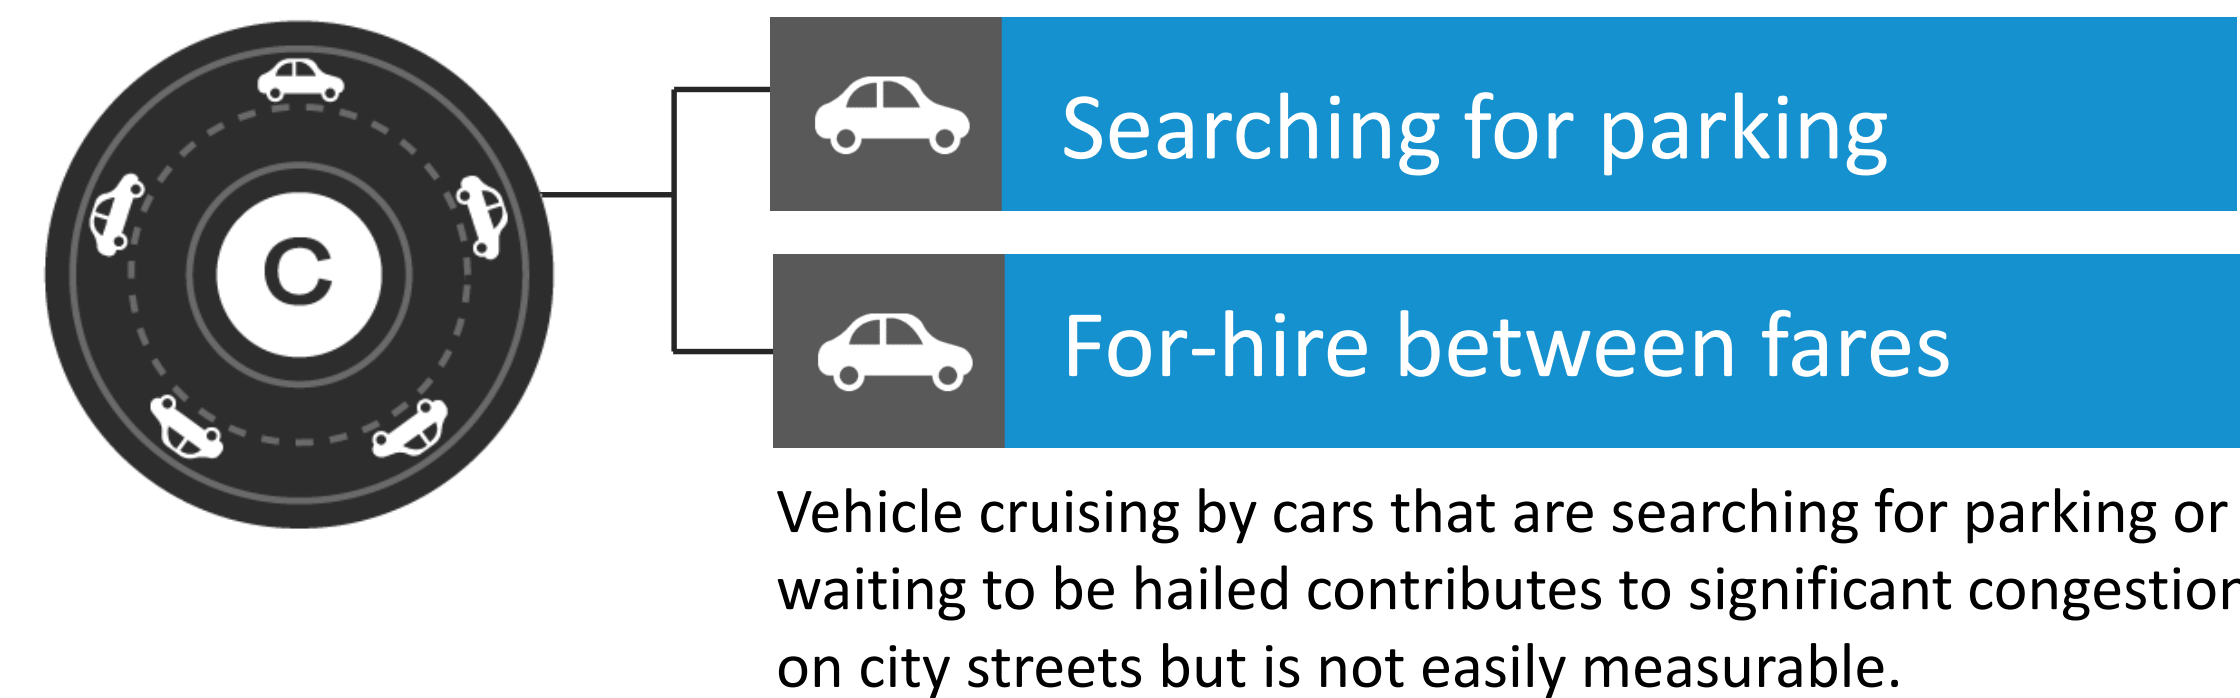 C
Searching for parking
For-hire between fares
Vehicle cruising by cars that are searching for parking or
waiting to be hailed contributes to significant congestion
on city streets but is not easily measurable.